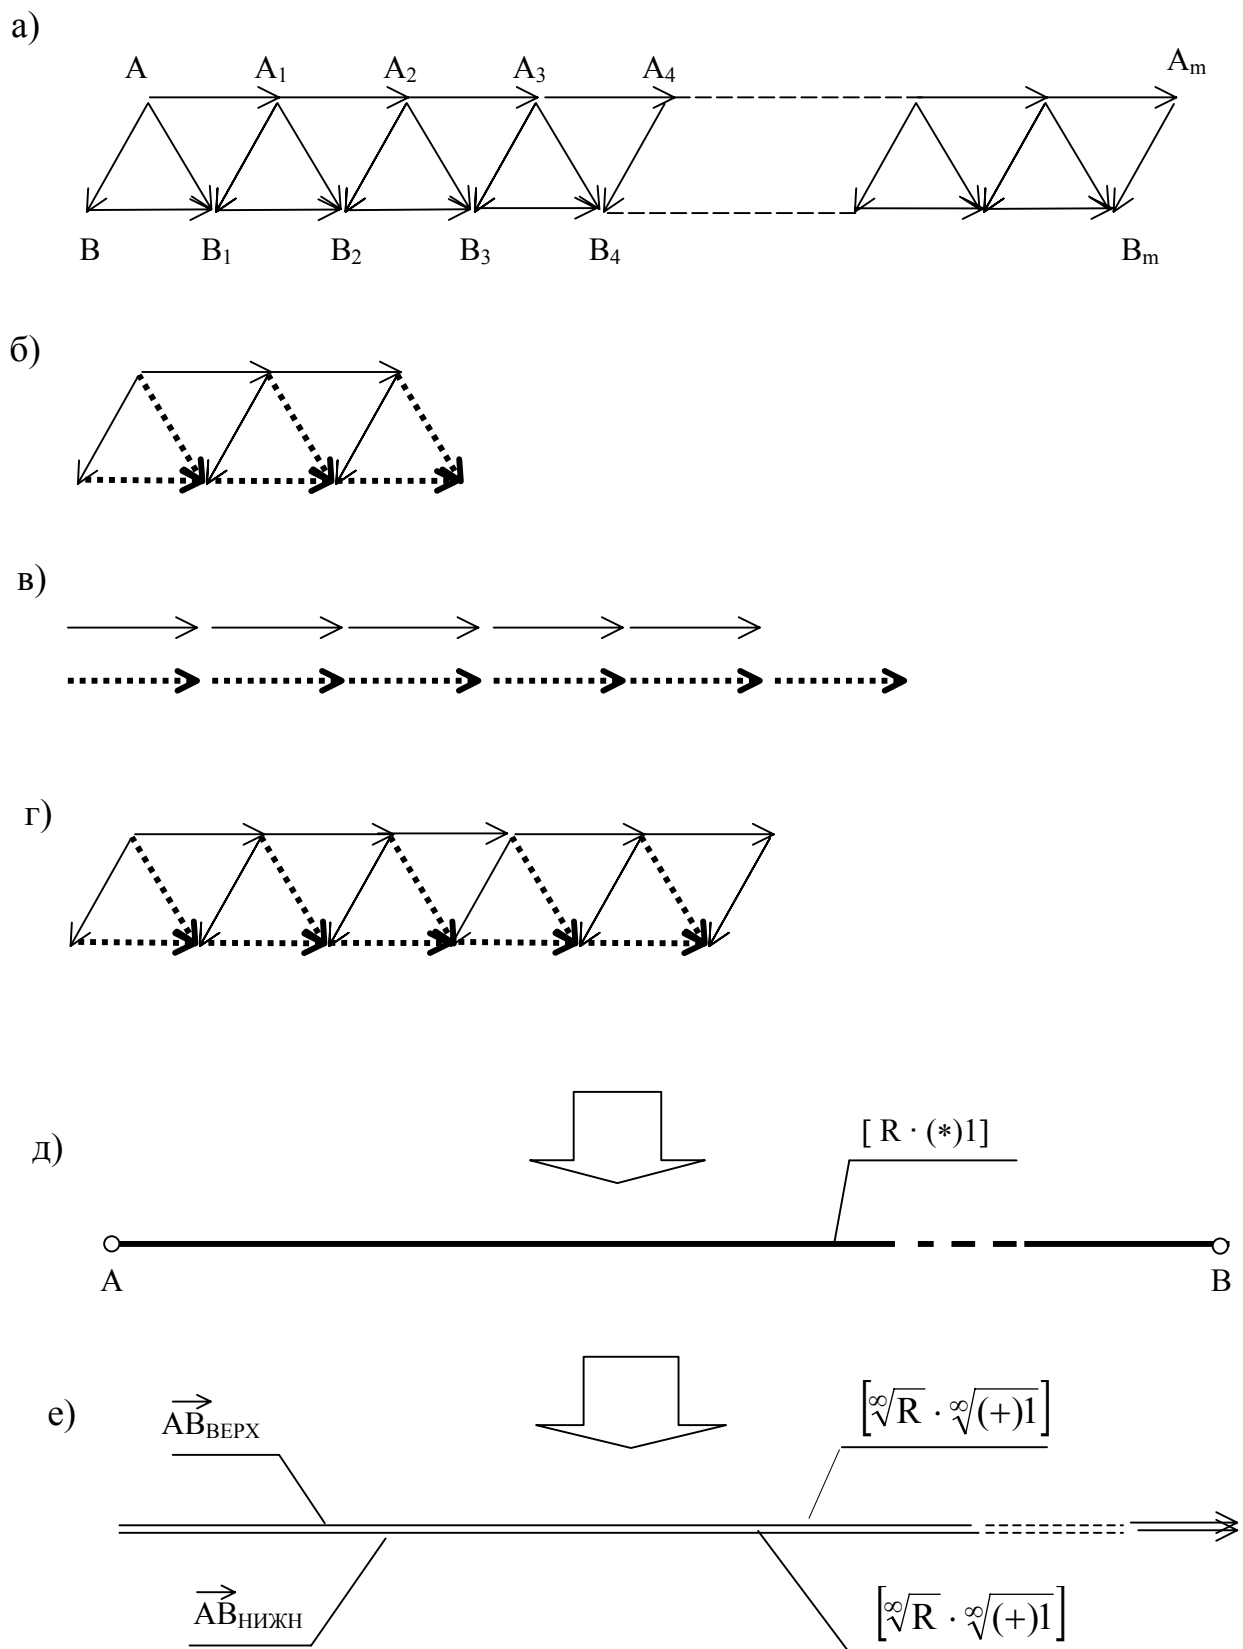 а)
A A₁ A₂ A₃ A₄ Aₘ
B B₁ B₂ B₃ B₄ Bₘ
б)
в)
г)
д)
[ R · (*)1]
A B
е)
AB⃗ ВЕРХ [∞√R · ∞√(+)1]
AB⃗ НИЖН [∞√R · ∞√(+)1]